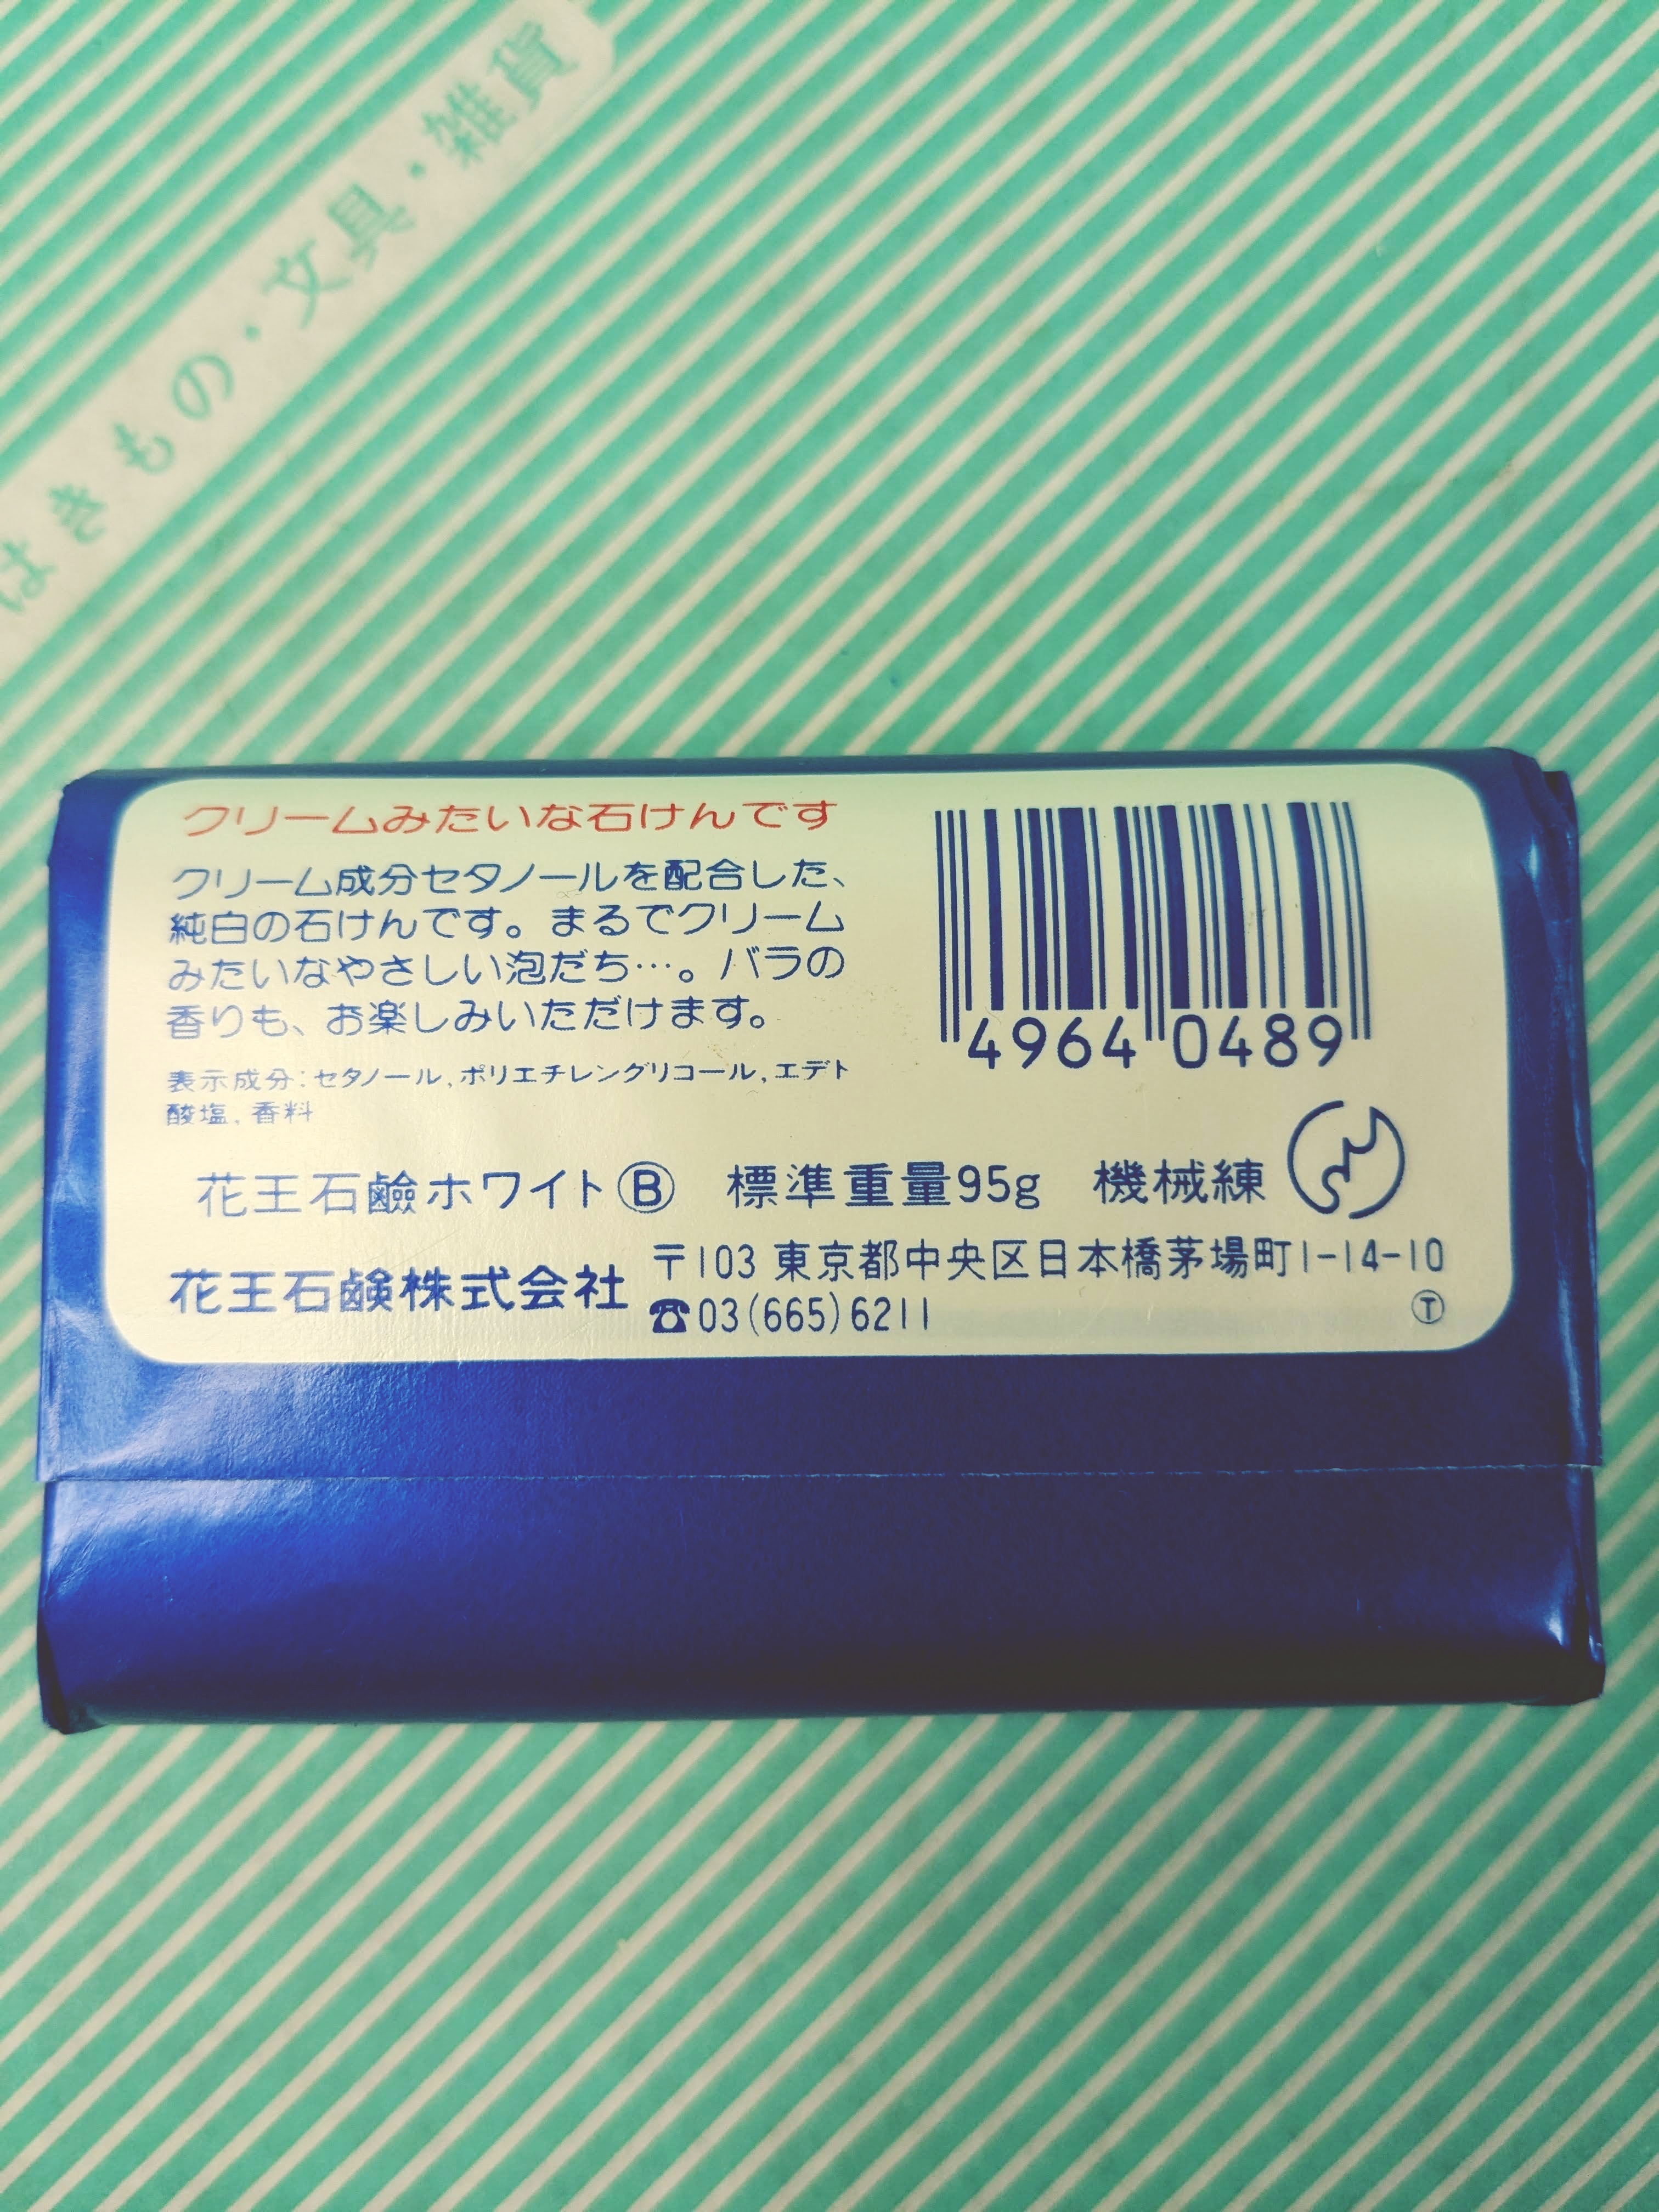 はきもの・文具・雑貨
クリームみたいな石けんです
クリーム成分セタノールを配合した、
純白の石けんです。まるでクリーム
みたいなやさしい泡だち…。バラの
香りも、お楽しみいただけます。
表示成分:セタノール,ポリエチレングリコール,エデト
酸塩,香料
4964 0489
花王石鹼ホワイトⒷ 標準重量95g 機械練
花王石鹸株式会社
〒103 東京都中央区日本橋茅場町1-14-10
☎03(665)6211
Ⓣ